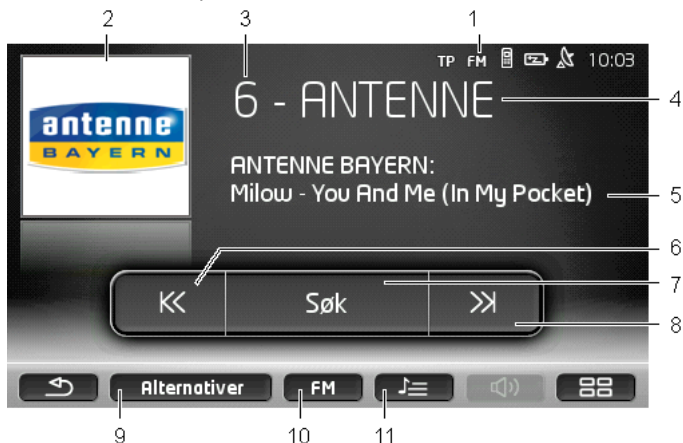 2
3
1
TP FM 10:03
6 - ANTENNE
4
antenne
BAYERN
ANTENNE BAYERN:
Milow - You And Me (In My Pocket)
5
6
7
Søk
8
Alternativer
FM
9
10
11